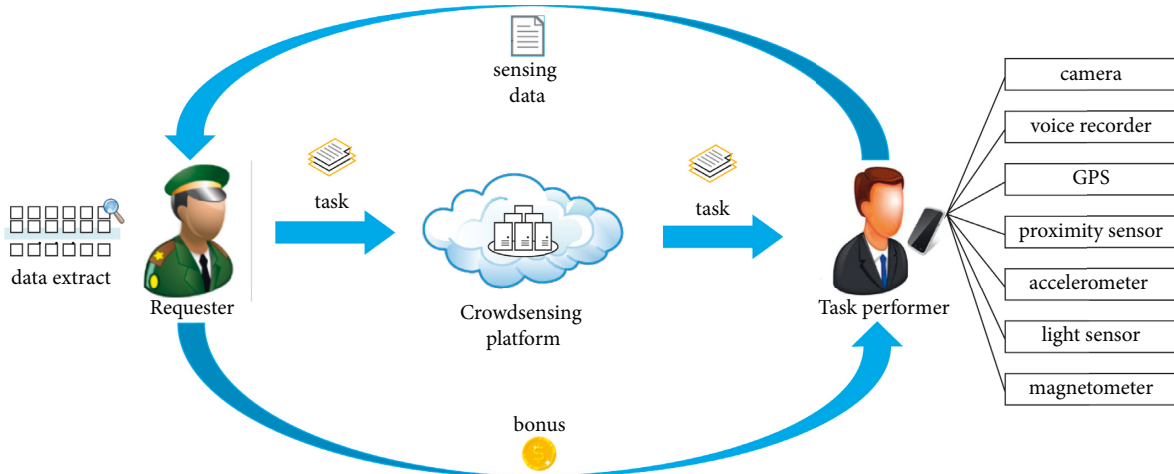 sensing
data
task
task
data extract
Requester
Crowdsensing
platform
Task performer
camera
voice recorder
GPS
proximity sensor
accelerometer
light sensor
magnetometer
bonus
$